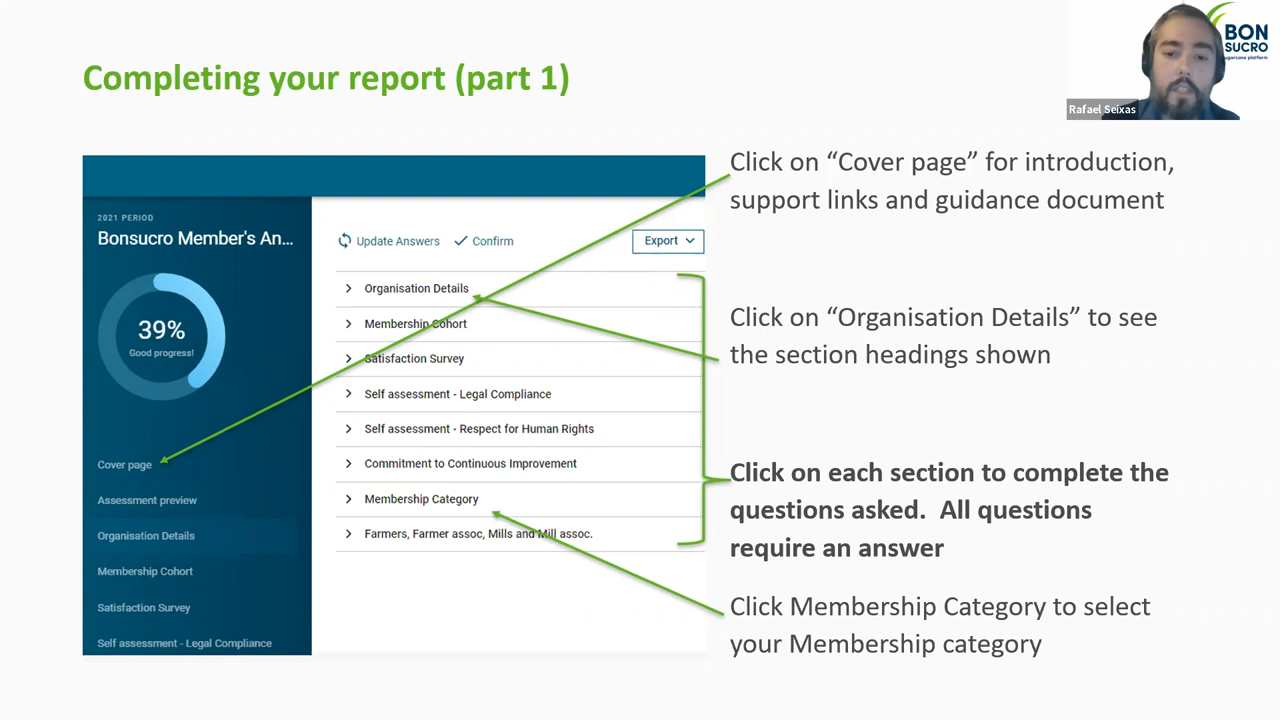 Completing your report (part 1)
BON
SUCRO
Rafael Seixas
2021 PERIOD
Bonsucro Member's An...
39%
Good progress!
Cover page
Assessment preview
Organisation Details
Membership Cohort
Satisfaction Survey
Self assessment - Legal Compliance
Update Answers
Confirm
Export
Organisation Details
Membership Cohort
Satisfaction Survey
Self assessment - Legal Compliance
Self assessment - Respect for Human Rights
Commitment to Continuous Improvement
Membership Category
Farmers, Farmer assoc, Mills and Mill assoc.
Click on “Cover page” for introduction,
support links and guidance document
Click on “Organisation Details” to see
the section headings shown
Click on each section to complete the
questions asked.  All questions
require an answer
Click Membership Category to select
your Membership category